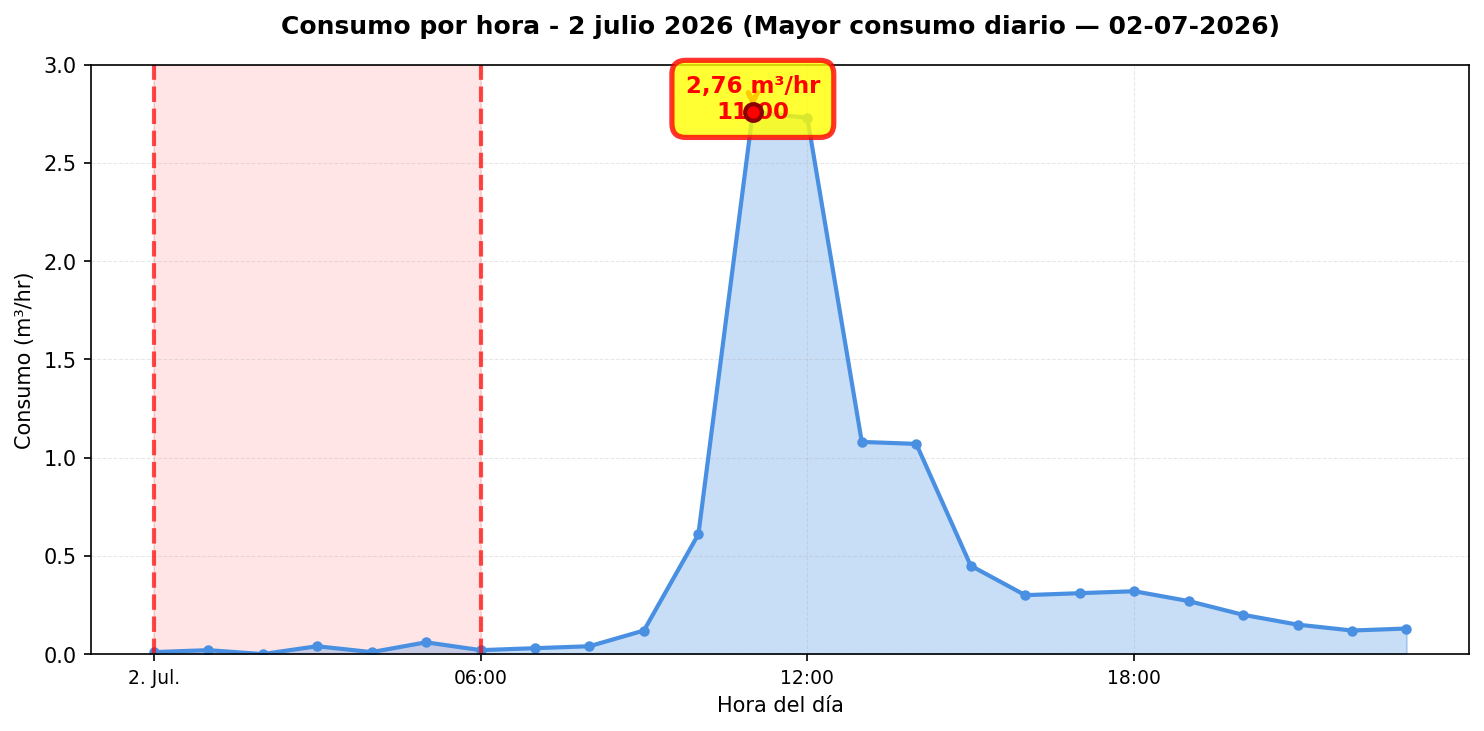 Consumo por hora - 2 julio 2026 (Mayor consumo diario — 02-07-2026)
3.0
2.5
2.0
1.5
1.0
0.5
0.0
Consumo (m³/hr)
2,76 m³/hr
11:00
2. Jul.
06:00
12:00
18:00
Hora del día